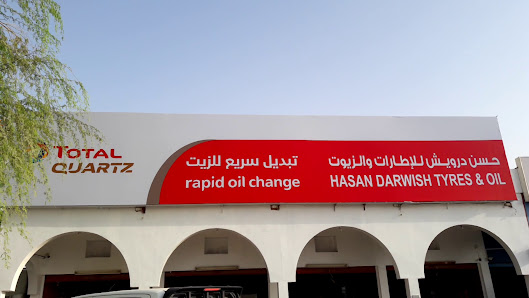 TOTAL
QUARTZ
تبديل سريع للزيت
rapid oil change
حسن درويش للإطارات والزيوت
HASAN DARWISH TYRES & OIL